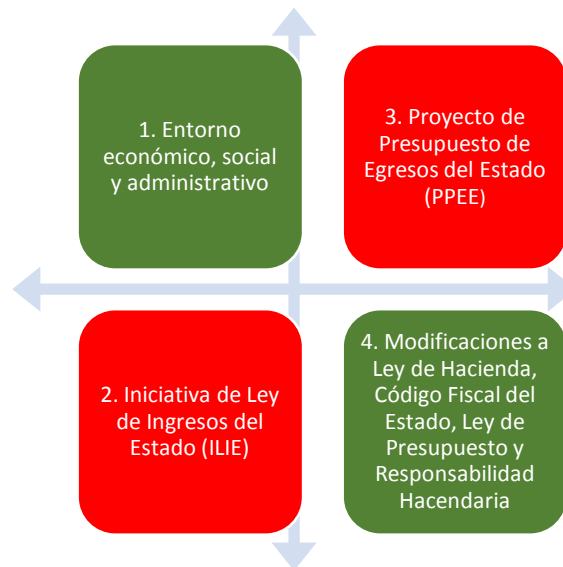 1. Entorno
económico, social
y administrativo
2. Iniciativa de Ley
de Ingresos del
Estado (ILIE)
3. Proyecto de
Presupuesto de
Egresos del Estado
(PPEE)
4. Modificaciones a
Ley de Hacienda,
Código Fiscal del
Estado, Ley de
Presupuesto y
Responsabilidad
Hacendaria